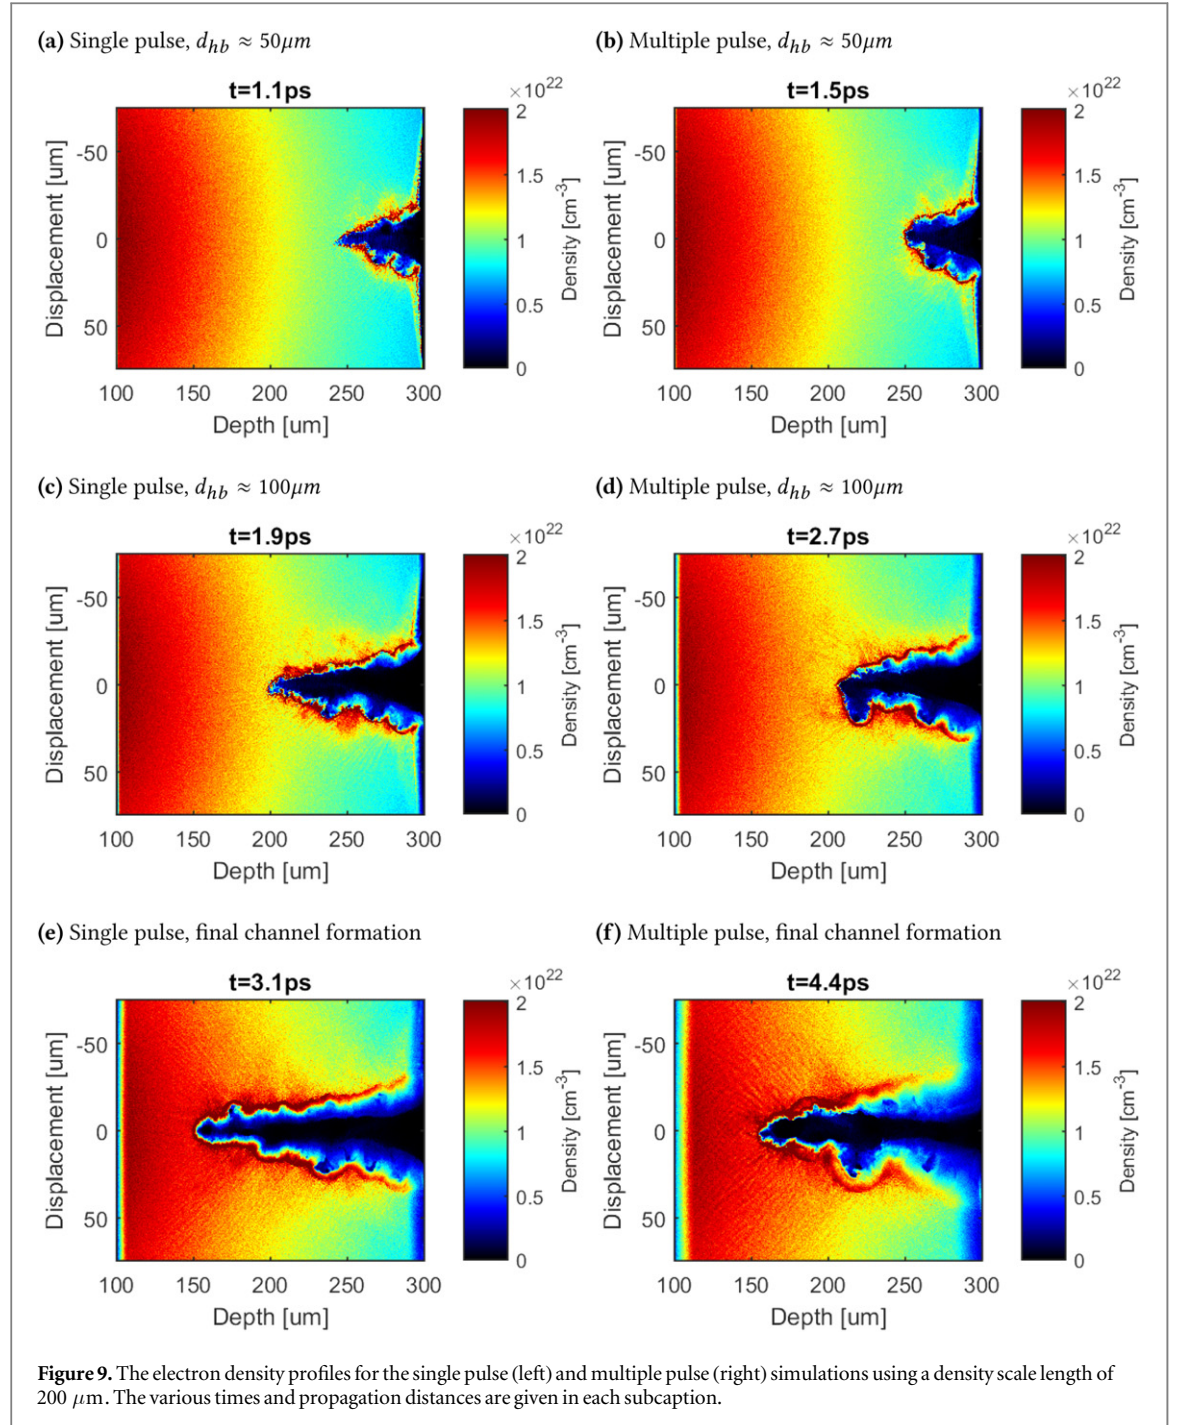 (a) Single pulse, d_hb ≈ 50μm
(b) Multiple pulse, d_hb ≈ 50μm
t=1.1ps
×10^22
2
1.5
1
0.5
0
Density [cm^-3]
-50
0
50
Displacement [um]
100 150 200 250 300
Depth [um]
t=1.5ps
×10^22
2
1.5
1
0.5
0
Density [cm^-3]
-50
0
50
Displacement [um]
100 150 200 250 300
Depth [um]
(c) Single pulse, d_hb ≈ 100μm
(d) Multiple pulse, d_hb ≈ 100μm
t=1.9ps
×10^22
2
1.5
1
0.5
0
Density [cm^-3]
-50
0
50
Displacement [um]
100 150 200 250 300
Depth [um]
t=2.7ps
×10^22
2
1.5
1
0.5
0
Density [cm^-3]
-50
0
50
Displacement [um]
100 150 200 250 300
Depth [um]
(e) Single pulse, final channel formation
(f) Multiple pulse, final channel formation
t=3.1ps
×10^22
2
1.5
1
0.5
0
Density [cm^-3]
-50
0
50
Displacement [um]
100 150 200 250 300
Depth [um]
t=4.4ps
×10^22
2
1.5
1
0.5
0
Density [cm^-3]
-50
0
50
Displacement [um]
100 150 200 250 300
Depth [um]
Figure 9. The electron density profiles for the single pulse (left) and multiple pulse (right) simulations using a density scale length of
200 μm. The various times and propagation distances are given in each subcaption.